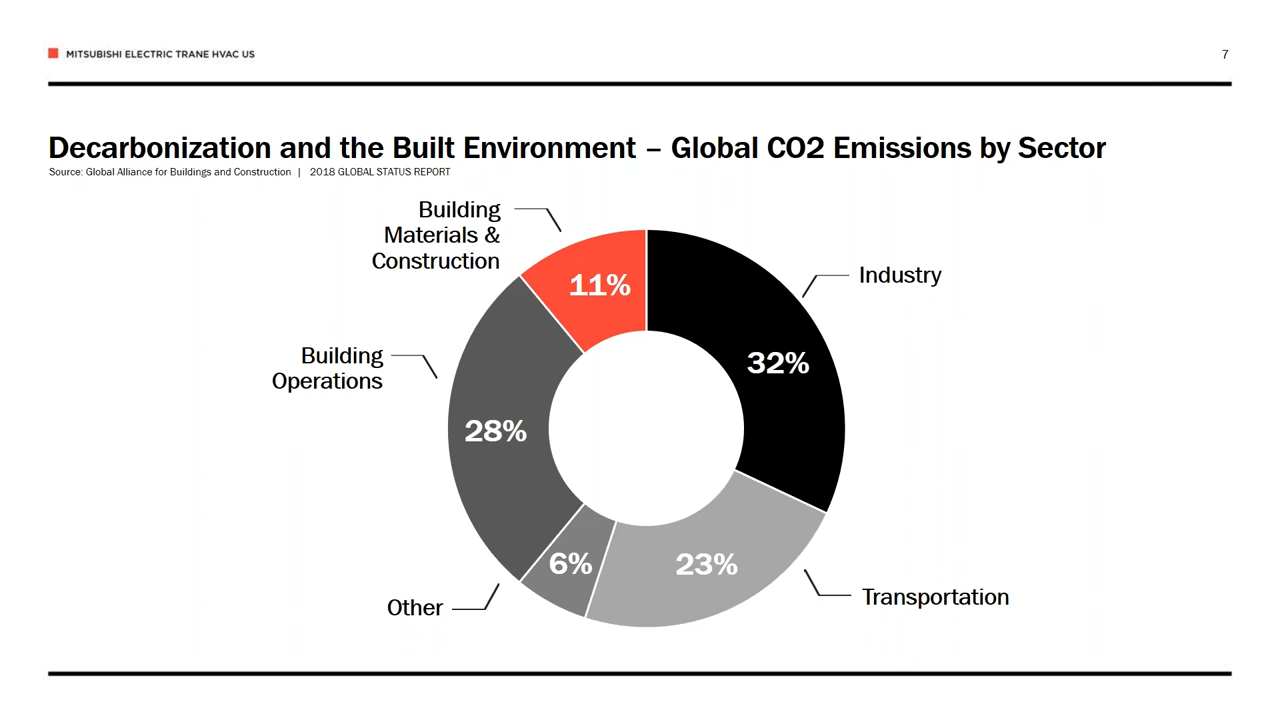 MITSUBISHI ELECTRIC TRANE HVAC US
7
Decarbonization and the Built Environment – Global CO2 Emissions by Sector
Source: Global Alliance for Buildings and Construction | 2018 GLOBAL STATUS REPORT
Building
Materials &
Construction
11%
Industry
32%
Building
Operations
28%
6%
23%
Other
Transportation